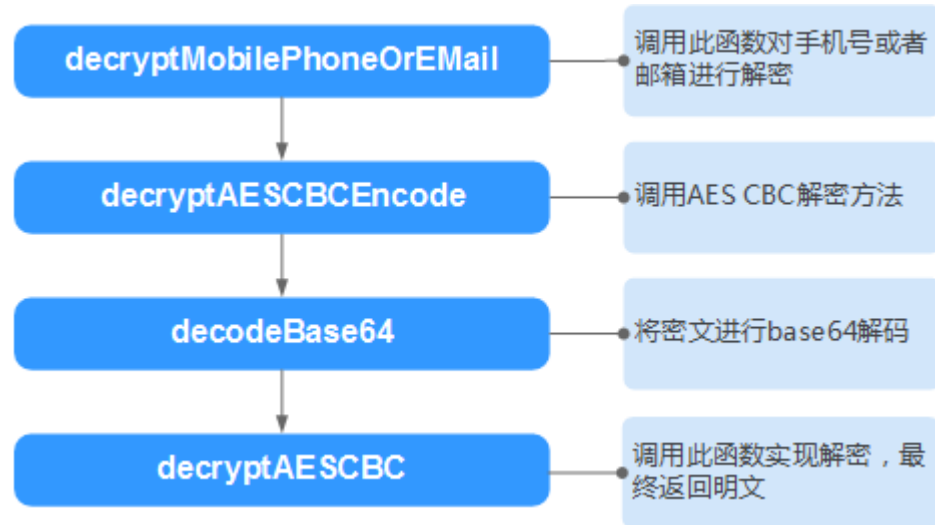 decryptMobilePhoneOrEMail
调用此函数对手机号或者
邮箱进行解密
decryptAESCBCEncode
调用AES CBC解密方法
decodeBase64
将密文进行base64解码
decryptAESCBC
调用此函数实现解密，最
终返回明文